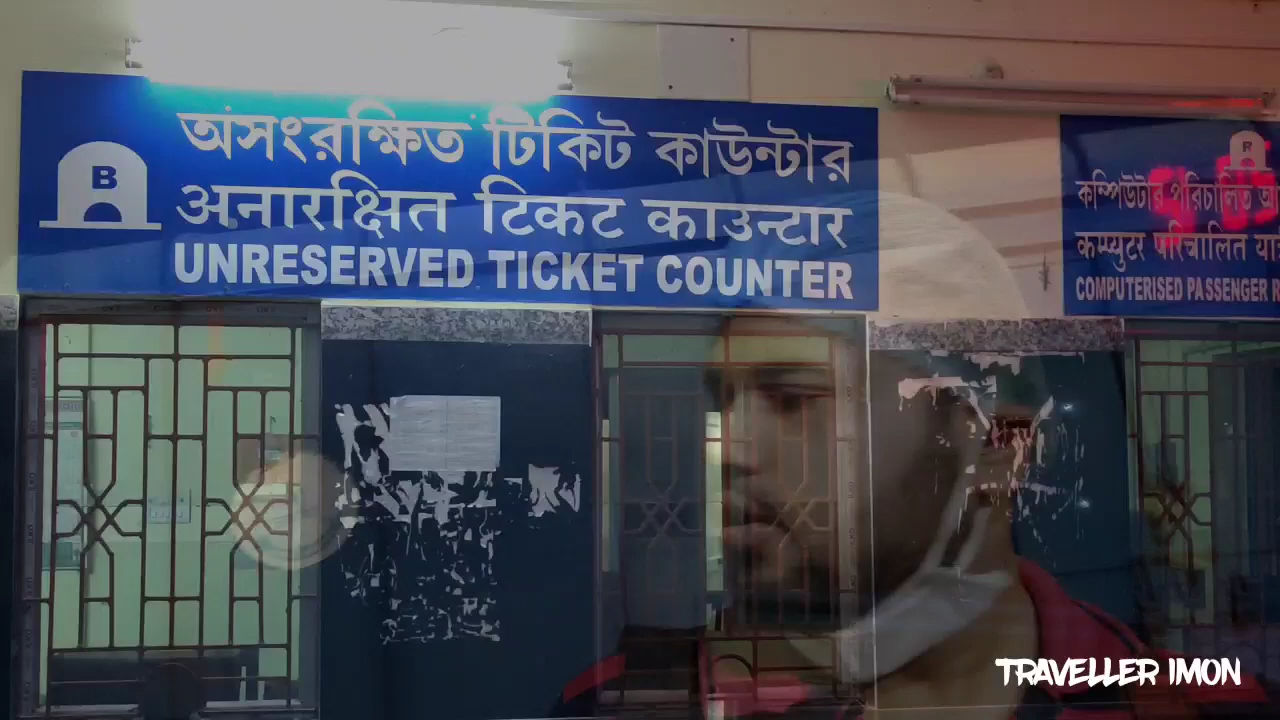 B
অসংরক্ষিত টিকিট কাউন্টার
अनारक्षित टिकट काउन्टार
UNRESERVED TICKET COUNTER
R
কম্পিউটার পরিচালিত
कम्प्युटर परिचालित
COMPUTERISED PASSENGER
TRAVELLER IMON